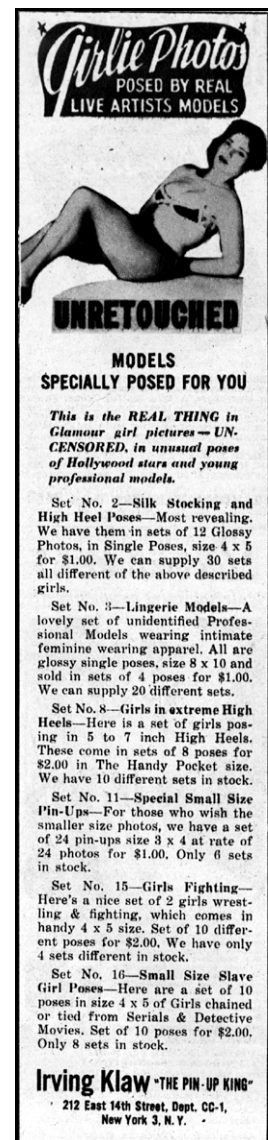 Girlie Photos
POSED BY REAL
LIVE ARTISTS MODELS
UNRETOUCHED
MODELS
SPECIALLY POSED FOR YOU
This is the REAL THING in
Glamour girl pictures — UN-
CENSORED, in unusual poses
of Hollywood stars and young
professional models.
Set No. 2—Silk Stocking and
High Heel Poses—Most revealing.
We have them in sets of 12 Glossy
Photos, in Single Poses, size 4 x 5
for $1.00. We can supply 30 sets
all different of the above described
girls.
Set No. 3—Lingerie Models—A
lovely set of unidentified Profes-
sional Models wearing intimate
feminine wearing apparel. All are
glossy single poses, size 8 x 10 and
sold in sets of 4 poses for $1.00.
We can supply 20 different sets.
Set No. 8—Girls in extreme High
Heels—Here is a set of girls pos-
ing in 5 to 7 inch High Heels.
These come in sets of 8 poses for
$2.00 in The Handy Pocket size.
We have 10 different sets in stock.
Set No. 11—Special Small Size
Pin-Ups—For those who wish the
smaller size photos, we have a set
of 24 pin-ups size 3 x 4 at rate of
24 photos for $1.00. Only 6 sets
in stock.
Set No. 15—Girls Fighting—
Here's a nice set of 2 girls wrest-
ling & fighting, which comes in
handy 4 x 5 size. Set of 10 differ-
ent poses for $2.00. We have only
4 sets different in stock.
Set No. 16—Small Size Slave
Girl Poses—Here are a set of 10
poses in size 4 x 5 of Girls chained
or tied from Serials & Detective
Movies. Set of 10 poses for $2.00.
Only 8 sets in stock.
Irving Klaw "THE PIN-UP KING"
212 East 14th Street, Dept. CC-1,
New York 3, N. Y.